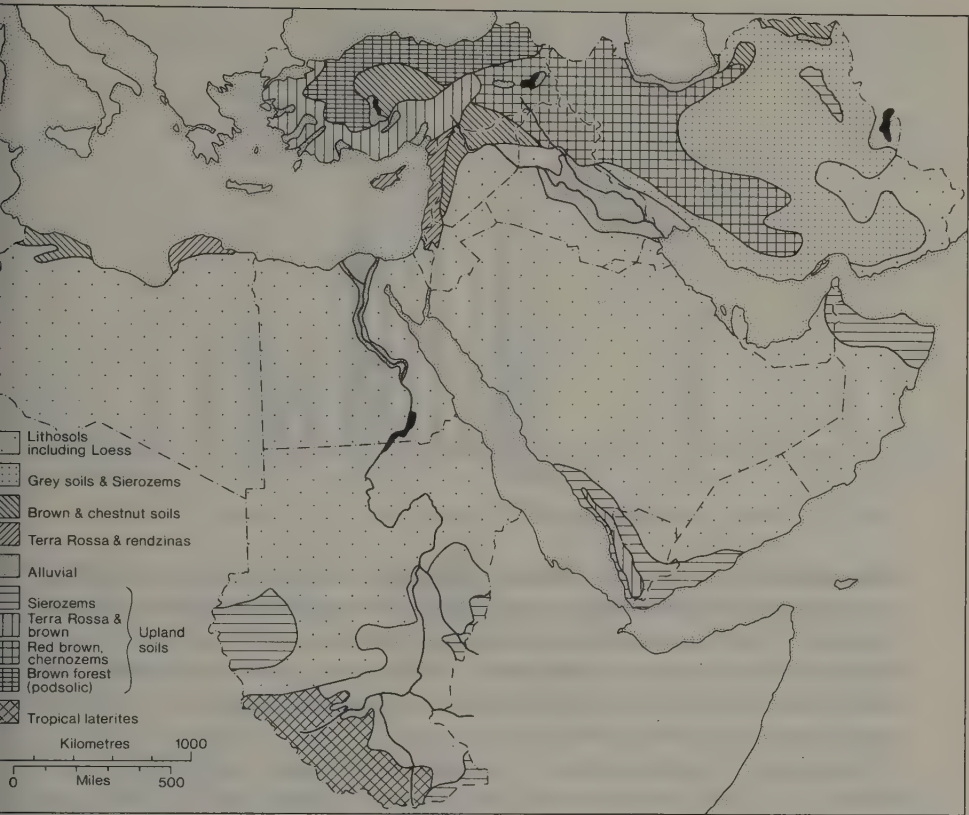 Lithosols
including Loess
Grey soils & Sierozems
Brown & chestnut soils
Terra Rossa & rendzinas
Alluvial
Sierozems
Terra Rossa &
brown
Red brown,
chernozems
Brown forest
(podsolic)
Upland
soils
Tropical laterites
Kilometres 1000
0 Miles 500